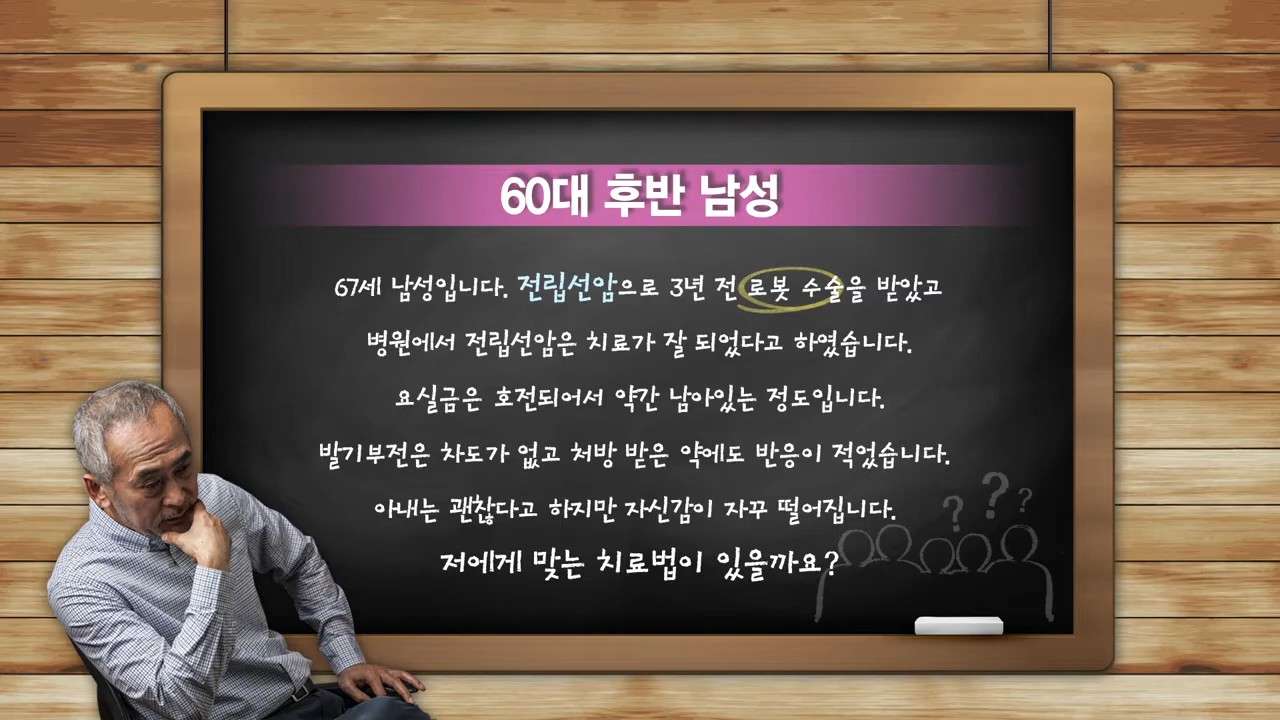 60대 후반 남성
67세 남성입니다. 전립선암으로 3년 전 로봇 수술을 받았고
병원에서 전립선암은 치료가 잘 되었다고 하였습니다.
요실금은 호전되어서 약간 남아있는 정도입니다.
발기부전은 차도가 없고 처방 받은 약에도 반응이 적었습니다.
아내는 괜찮다고 하지만 자신감이 자꾸 떨어집니다.
저에게 맞는 치료법이 있을까요?
? ? ?